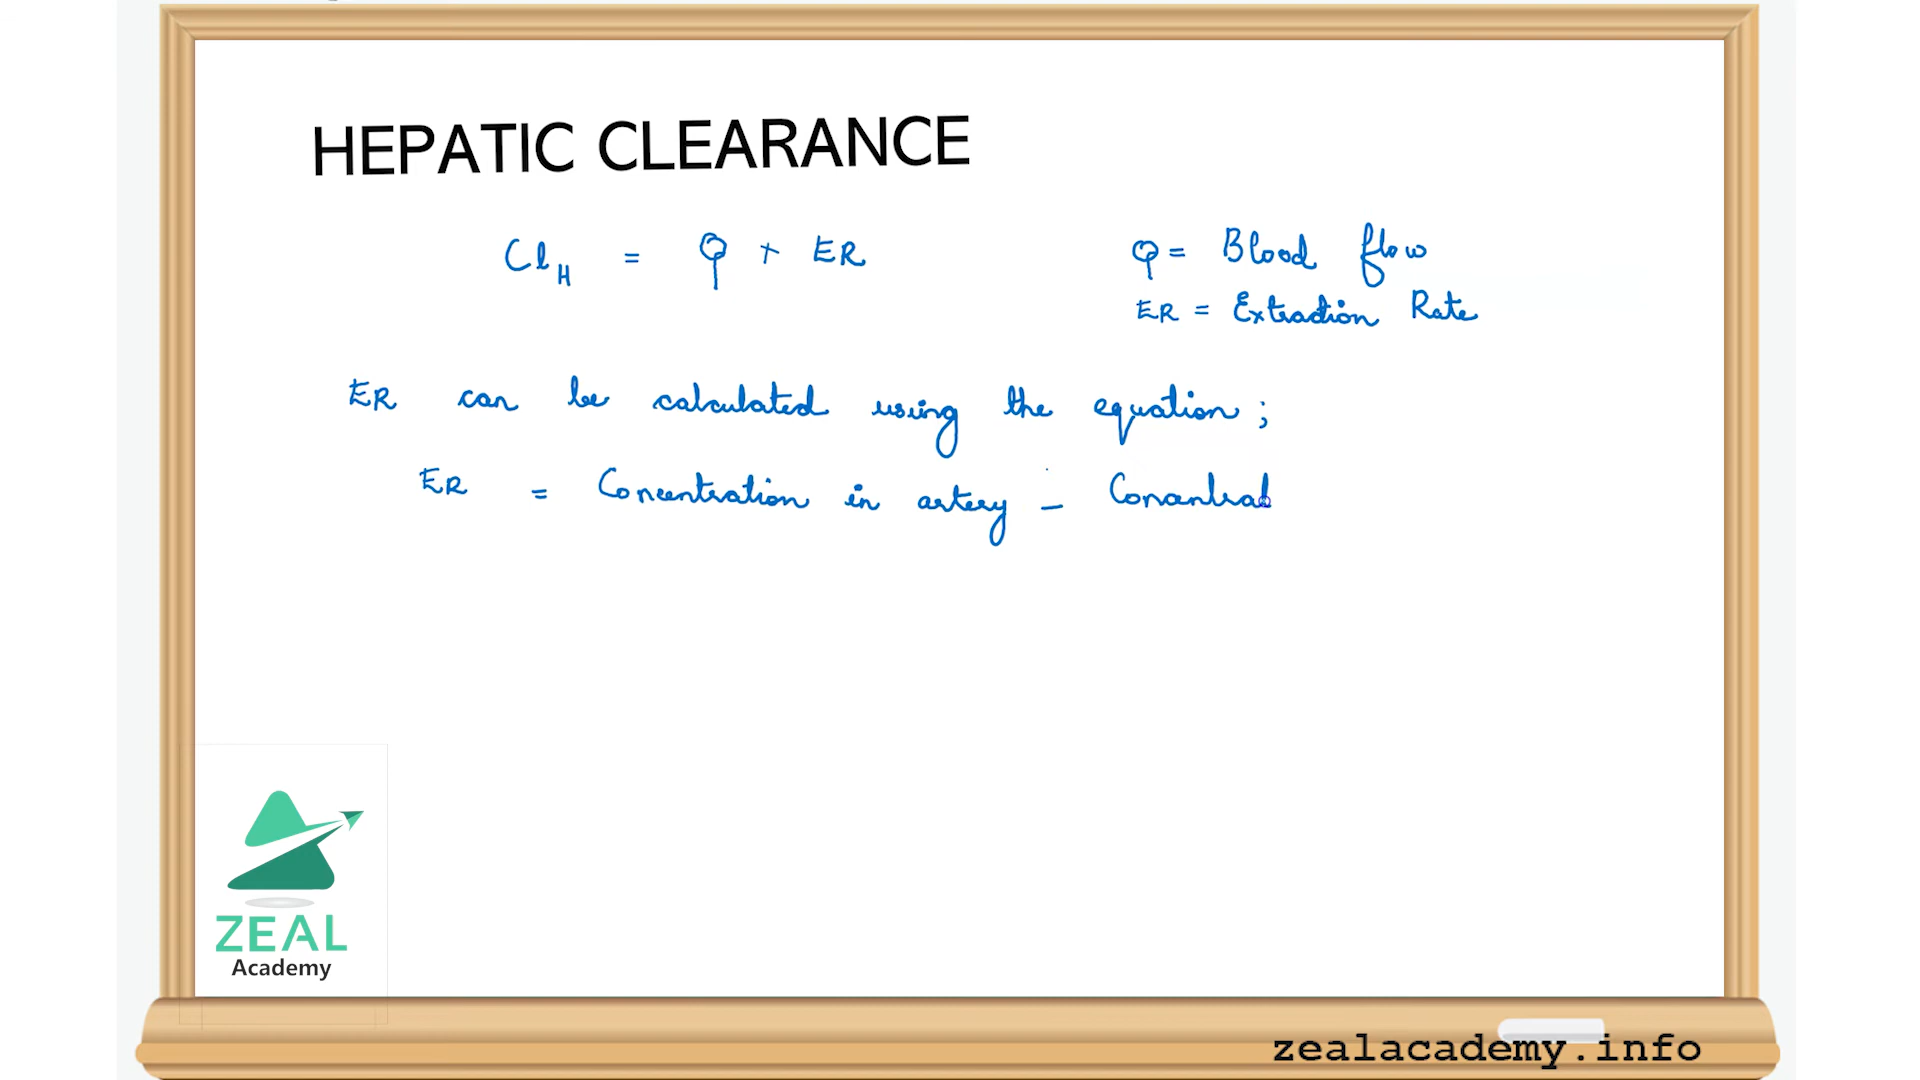 HEPATIC CLEARANCE
ClH = Q × ER
Q = Blood flow
ER = Extraction Rate
ER can be calculated using the equation;
ER = Concentration in artery - Concentrat
ZEAL
Academy
zealacademy.info